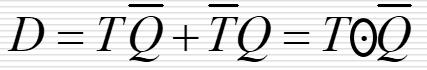 D = TQ̅ + T̅Q = T⊙Q̅